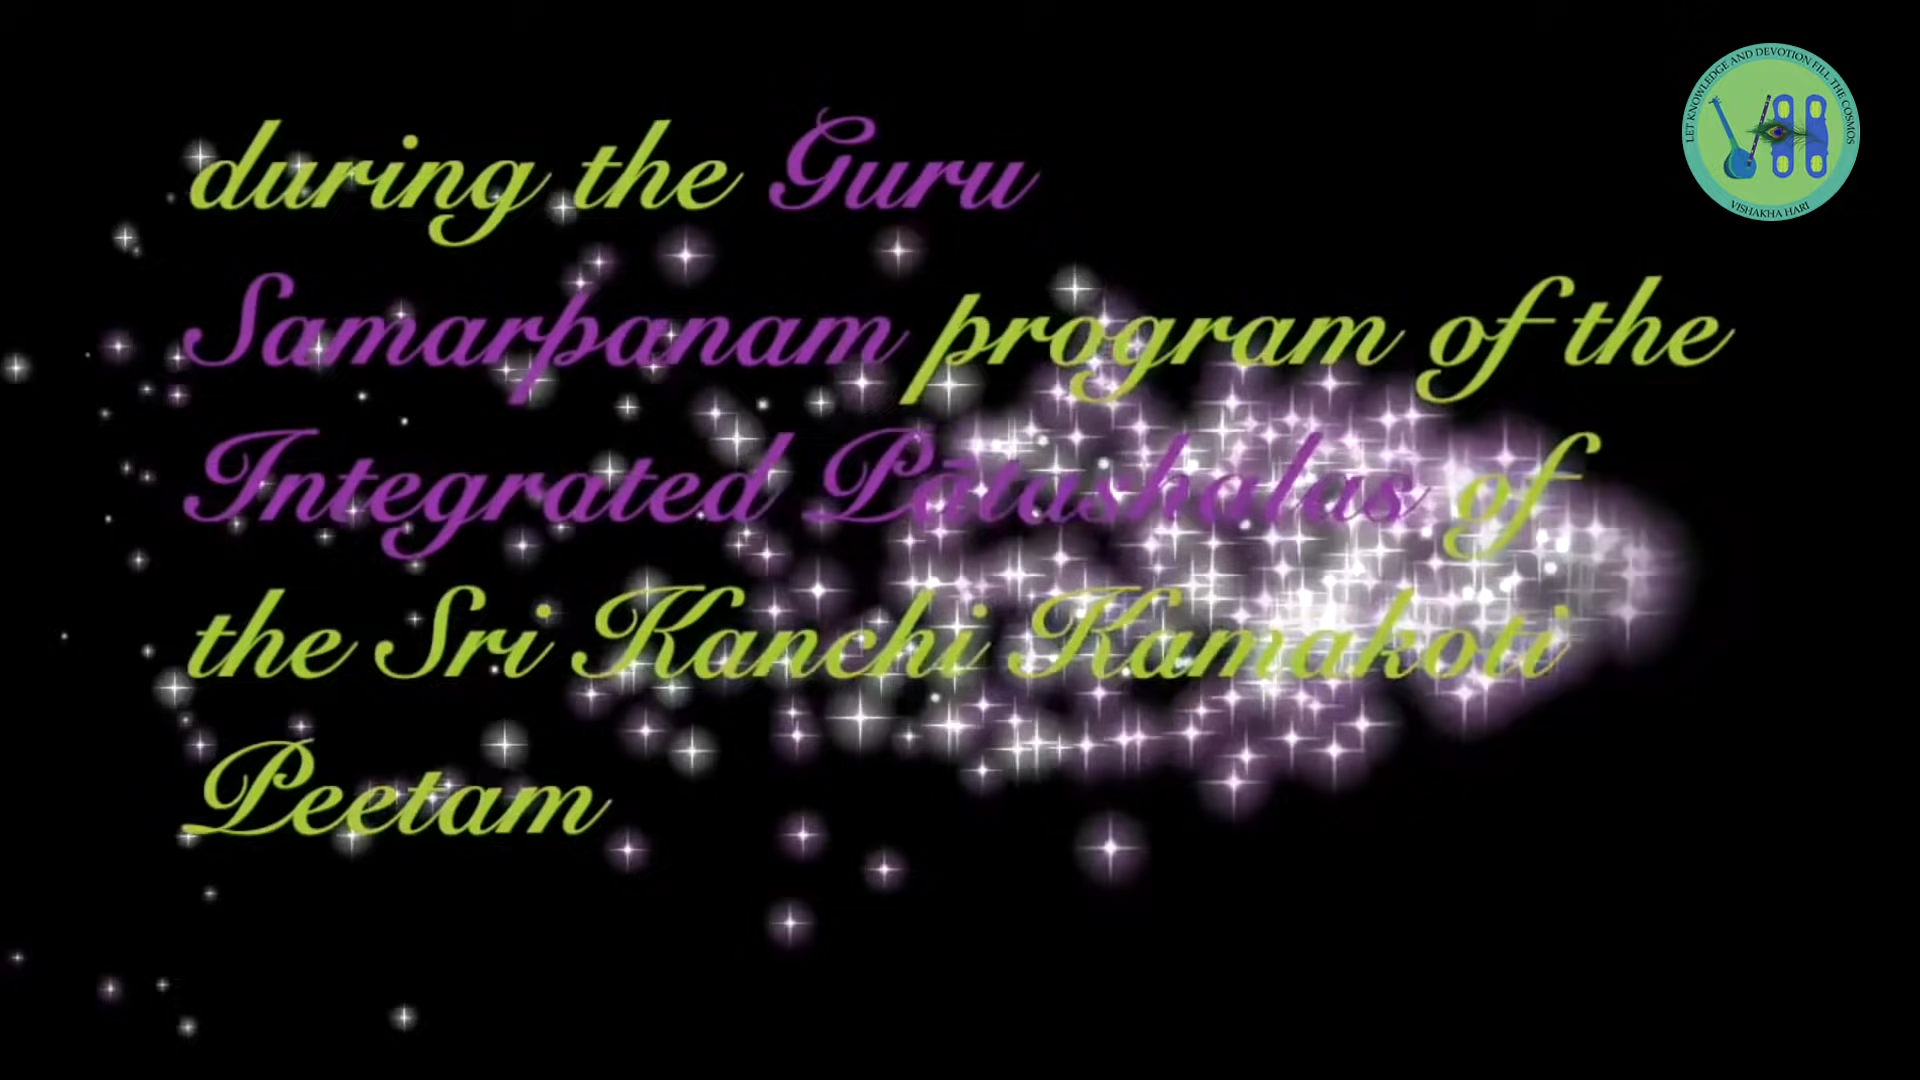 during the Guru
Samarpanam program of the
Integrated Pātashalas of
the Sri Kanchi Kamakoti
Peetam
LET KNOWLEDGE AND DEVOTION FILL THE COSMOS
VISHAKHA HARI